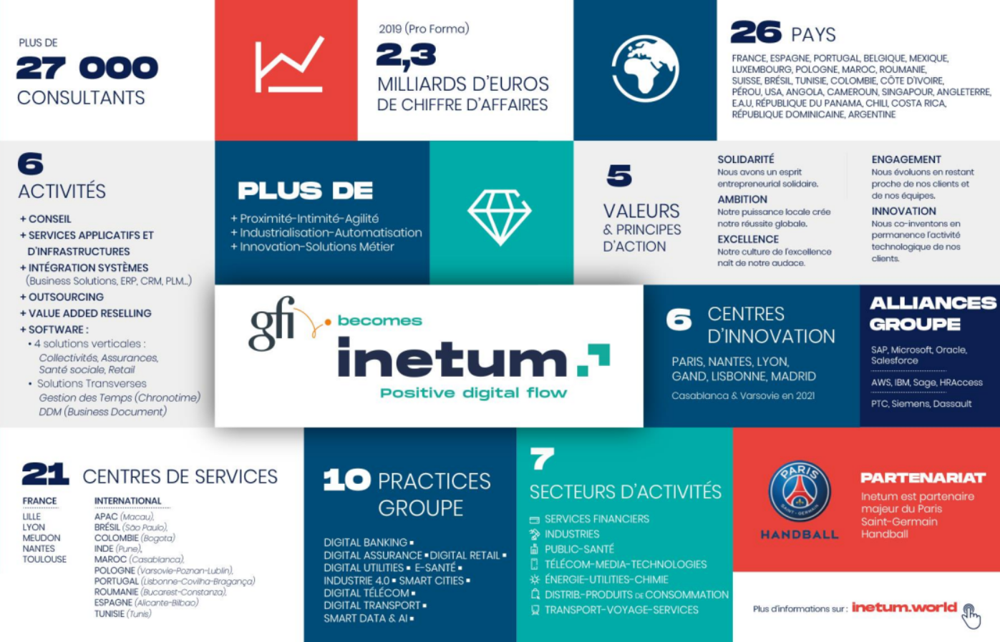 PLUS DE
27 000
CONSULTANTS
2019 (Pro Forma)
2,3
MILLIARDS D'EUROS
DE CHIFFRE D'AFFAIRES
26 PAYS
FRANCE, ESPAGNE, PORTUGAL, BELGIQUE, MEXIQUE,
LUXEMBOURG, POLOGNE, MAROC, ROUMANIE,
SUISSE, BRÉSIL, TUNISIE, COLOMBIE, CÔTE D'IVOIRE,
PÉROU, USA, ANGOLA, CAMEROUN, SINGAPOUR, ANGLETERRE,
E.A.U, RÉPUBLIQUE DU PANAMA, CHILI, COSTA RICA,
RÉPUBLIQUE DOMINICAINE, ARGENTINE
6
ACTIVITÉS
+ CONSEIL
+ SERVICES APPLICATIFS ET
D'INFRASTRUCTURES
+ INTÉGRATION SYSTÈMES
(Business Solutions, ERP, CRM, PLM...)
+ OUTSOURCING
+ VALUE ADDED RESELLING
+ SOFTWARE :
• 4 solutions verticales :
Collectivités, Assurances,
Santé sociale, Retail
• Solutions Transverses
Gestion des Temps (Chronotime)
DDM (Business Document)
PLUS DE
+ Proximité-Intimité-Agilité
+ Industrialisation-Automatisation
+ Innovation-Solutions Métier
5
VALEURS
& PRINCIPES
D'ACTION
SOLIDARITÉ
Nous avons un esprit
entrepreneurial solidaire.
AMBITION
Notre puissance locale crée
notre réussite globale.
EXCELLENCE
Notre culture de l'excellence
naît de notre audace.
ENGAGEMENT
Nous évoluons en restant
proche de nos clients et
de nos équipes.
INNOVATION
Nous co-inventons en
permanence l'activité
technologique de nos
clients.
gfi becomes
inetum.
Positive digital flow
6 CENTRES
D'INNOVATION
PARIS, NANTES, LYON,
GAND, LISBONNE, MADRID
Casablanca & Varsovie en 2021
ALLIANCES
GROUPE
SAP, Microsoft, Oracle,
Salesforce
AWS, IBM, Sage, HRAccess
PTC, Siemens, Dassault
21 CENTRES DE SERVICES
FRANCE
LILLE
LYON
MEUDON
NANTES
TOULOUSE
INTERNATIONAL
APAC (Macau),
BRÉSIL (São Paulo),
COLOMBIE (Bogota)
INDE (Pune),
MAROC (Casablanca),
POLOGNE (Varsovie-Poznan-Lublin),
PORTUGAL (Lisbonne-Covilha-Bragança)
ROUMANIE (Bucarest-Constanza),
ESPAGNE (Alicante-Bilbao)
TUNISIE (Tunis)
10 PRACTICES
GROUPE
DIGITAL BANKING ▪
DIGITAL ASSURANCE ▪ DIGITAL RETAIL ▪
DIGITAL UTILITIES ▪ E-SANTÉ ▪
INDUSTRIE 4.0 ▪ SMART CITIES ▪
DIGITAL TÉLÉCOM ▪
DIGITAL TRANSPORT ▪
SMART DATA & AI ▪
7
SECTEURS D'ACTIVITÉS
SERVICES FINANCIERS
INDUSTRIES
PUBLIC-SANTÉ
TÉLÉCOM-MEDIA-TECHNOLOGIES
ÉNERGIE-UTILITIES-CHIMIE
DISTRIB.-PRODUITS DE CONSOMMATION
TRANSPORT-VOYAGE-SERVICES
PARIS
SAINT-GERMAIN
HANDBALL
PARTENARIAT
Inetum est partenaire
majeur du Paris
Saint-Germain
Handball
Plus d'informations sur : inetum.world